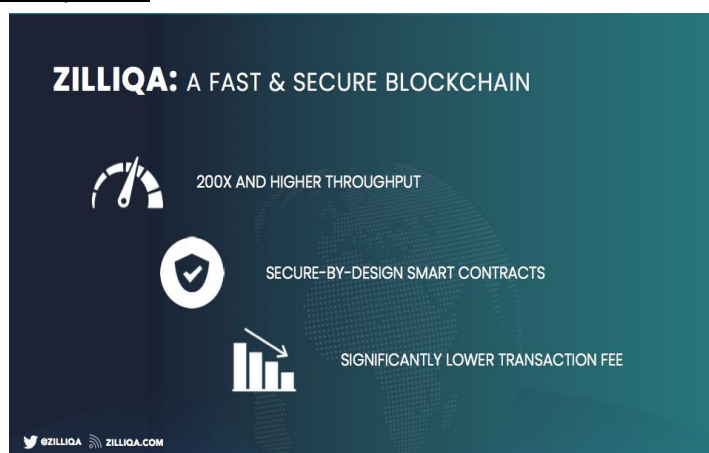 ZILLIQA: A FAST & SECURE BLOCKCHAIN
200X AND HIGHER THROUGHPUT
SECURE-BY-DESIGN SMART CONTRACTS
SIGNIFICANTLY LOWER TRANSACTION FEE
@ZILLIQA ZILLIQA.COM